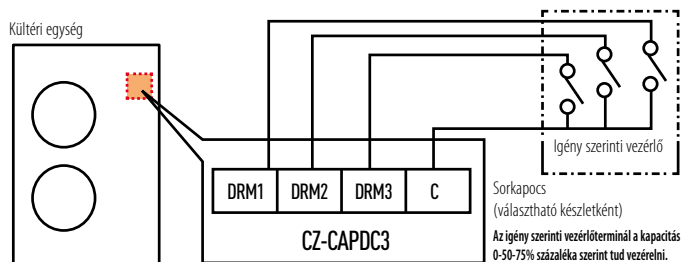 Kültéri egység
Igény szerinti vezérlő
DRM1 DRM2 DRM3 C
CZ-CAPDC3
Sorkapocs
(választható készletként)
Az igény szerinti vezérlőterminál a kapacitás
0-50-75% százaléka szerint tud vezérelni.